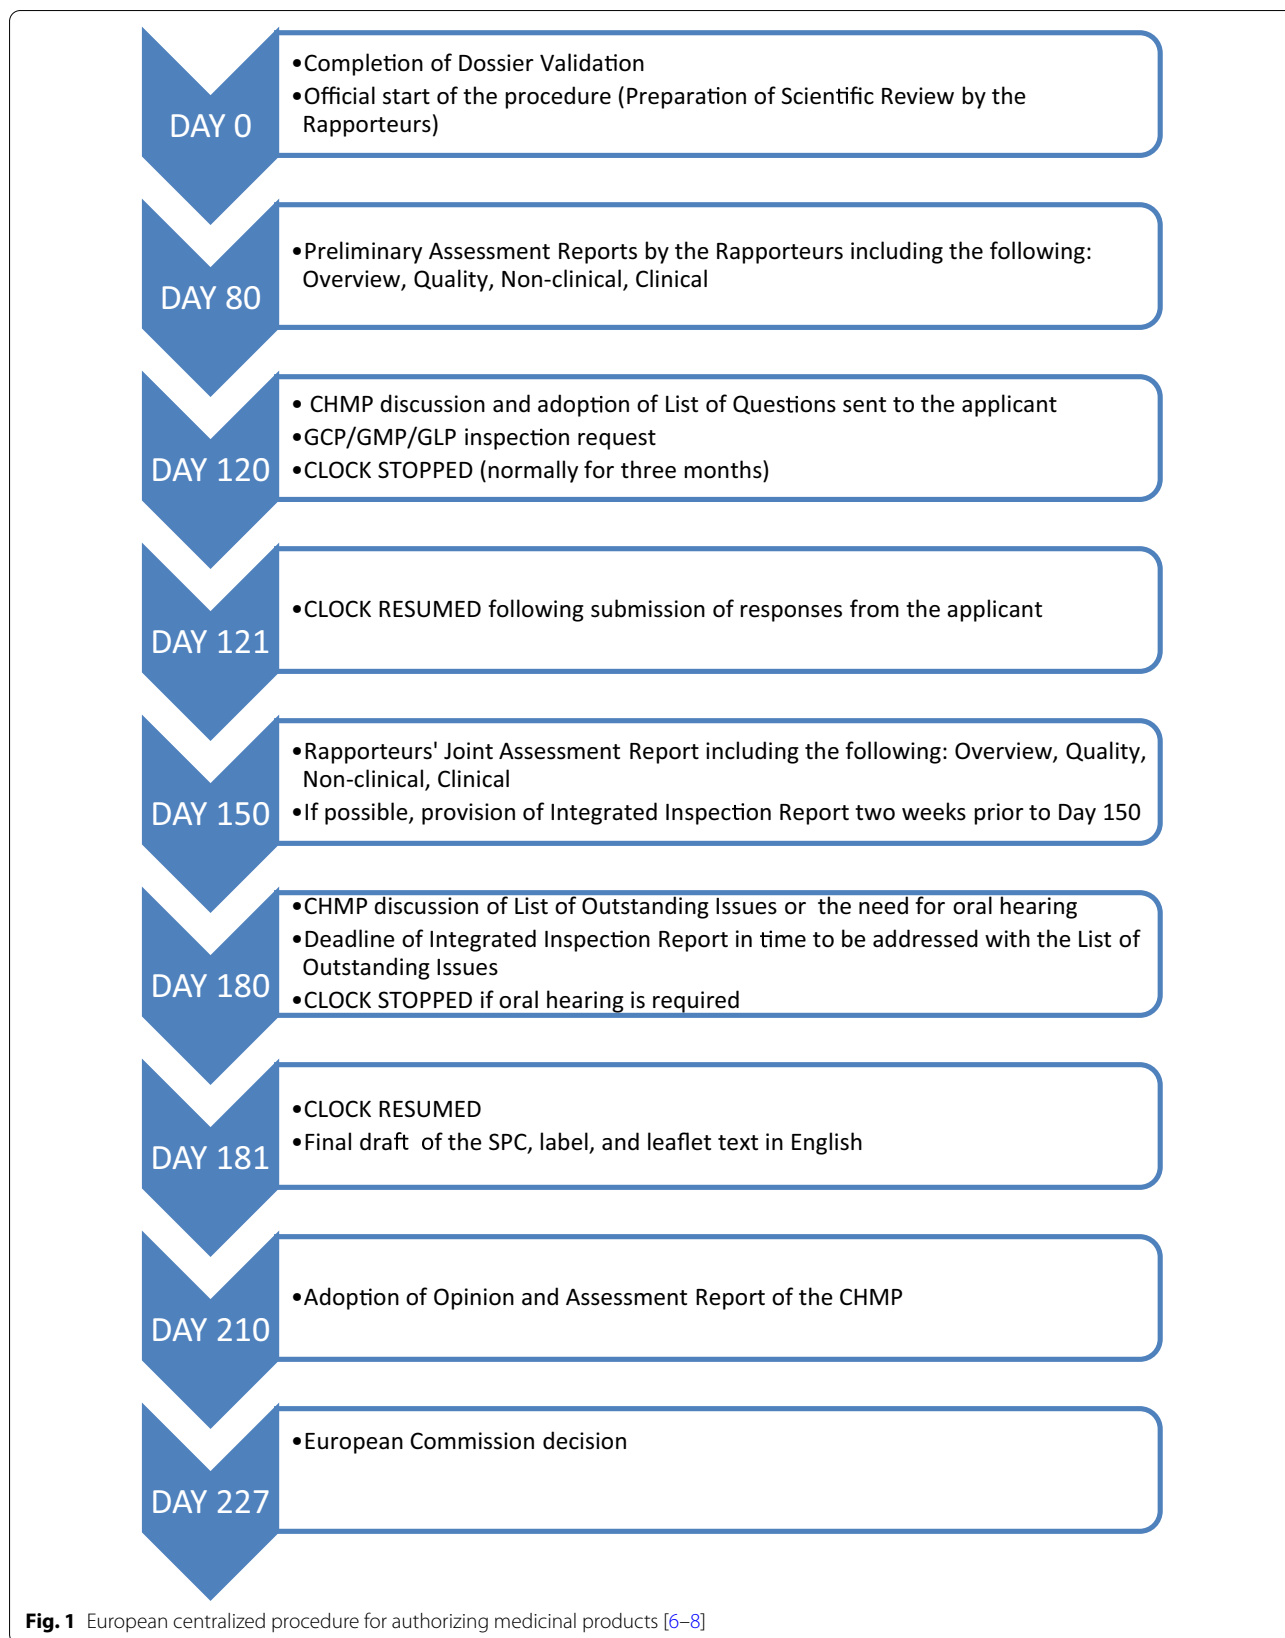 DAY 0
•Completion of Dossier Validation
•Official start of the procedure (Preparation of Scientific Review by the
Rapporteurs)
DAY 80
•Preliminary Assessment Reports by the Rapporteurs including the following:
Overview, Quality, Non-clinical, Clinical
DAY 120
• CHMP discussion and adoption of List of Questions sent to the applicant
•GCP/GMP/GLP inspection request
•CLOCK STOPPED (normally for three months)
DAY 121
•CLOCK RESUMED following submission of responses from the applicant
DAY 150
•Rapporteurs' Joint Assessment Report including the following: Overview, Quality,
Non-clinical, Clinical
•If possible, provision of Integrated Inspection Report two weeks prior to Day 150
DAY 180
•CHMP discussion of List of Outstanding Issues or the need for oral hearing
•Deadline of Integrated Inspection Report in time to be addressed with the List of
Outstanding Issues
•CLOCK STOPPED if oral hearing is required
DAY 181
•CLOCK RESUMED
•Final draft of the SPC, label, and leaflet text in English
DAY 210
•Adoption of Opinion and Assessment Report of the CHMP
DAY 227
•European Commission decision
Fig. 1 European centralized procedure for authorizing medicinal products [6–8]